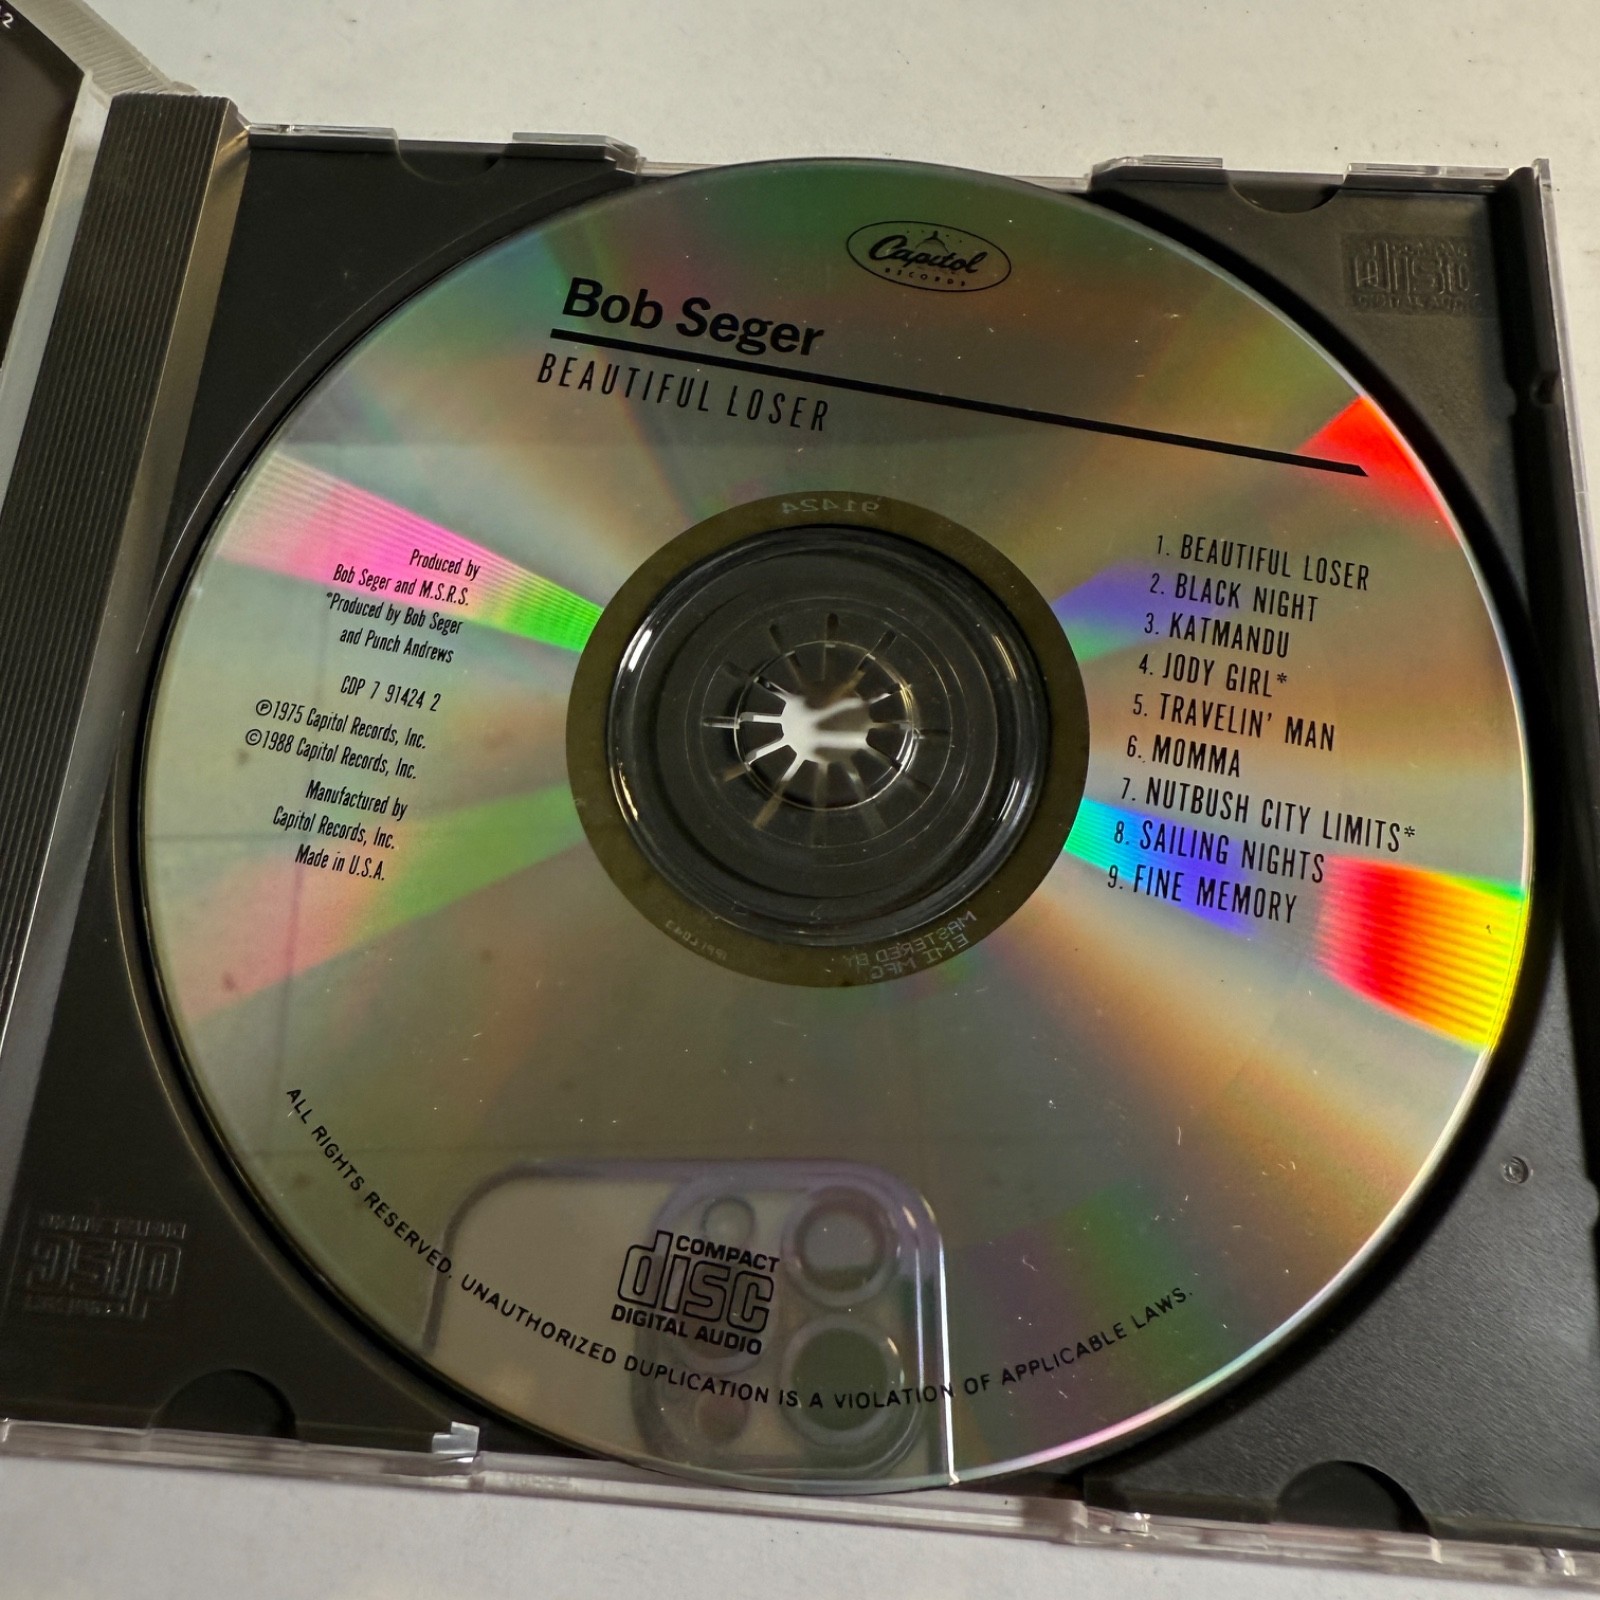 Capitol
RECORDS
Bob Seger
BEAUTIFUL LOSER
91424
Produced by
Bob Seger and M.S.R.S.
*Produced by Bob Seger
and Punch Andrews
CDP 7 91424 2
℗1975 Capitol Records, Inc.
©1988 Capitol Records, Inc.
Manufactured by
Capitol Records, Inc.
Made in U.S.A.
1. BEAUTIFUL LOSER
2. BLACK NIGHT
3. KATMANDU
4. JODY GIRL*
5. TRAVELIN' MAN
6. MOMMA
7. NUTBUSH CITY LIMITS*
8. SAILING NIGHTS
9. FINE MEMORY
MASTERED BY
EMI MFG.
COMPACT
disc
DIGITAL AUDIO
ALL RIGHTS RESERVED. UNAUTHORIZED DUPLICATION IS A VIOLATION OF APPLICABLE LAWS.
disc
disc